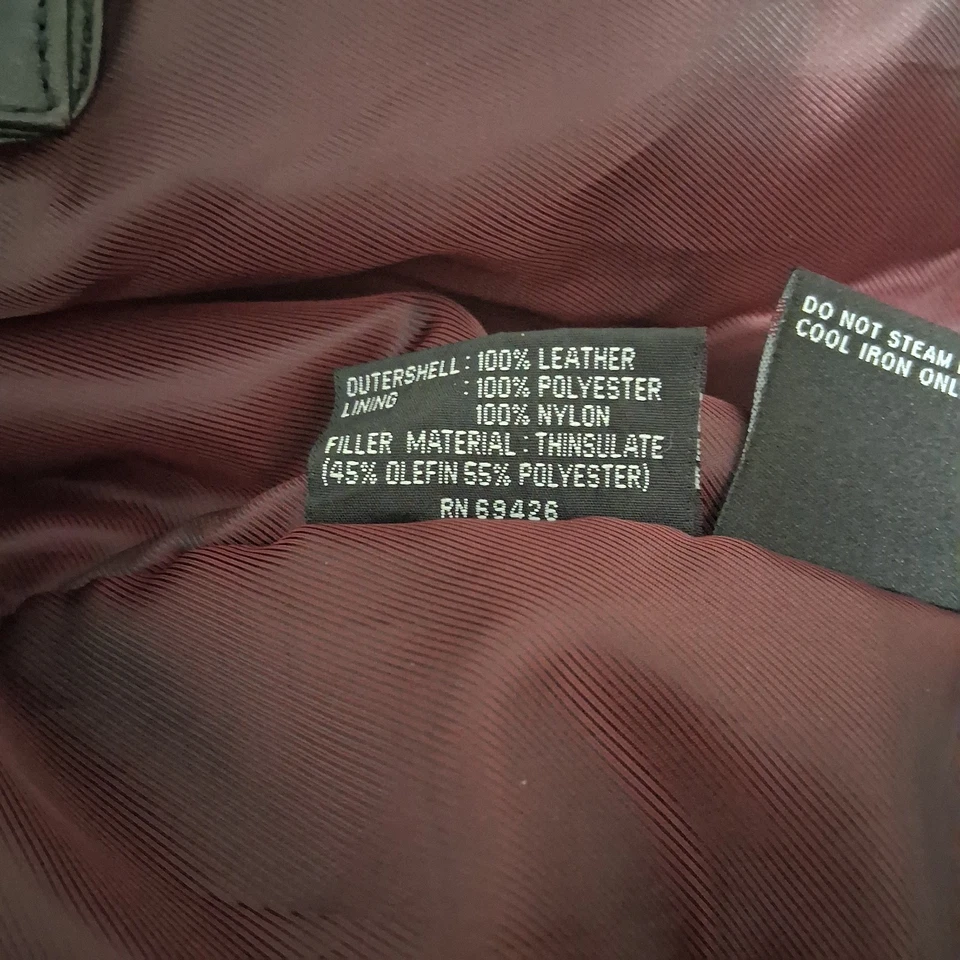 OUTERSHELL : 100% LEATHER
LINING : 100% POLYESTER
100% NYLON
FILLER MATERIAL : THINSULATE
(45% OLEFIN 55% POLYESTER)
RN 69426
DO NOT STEAM
COOL IRON ONL